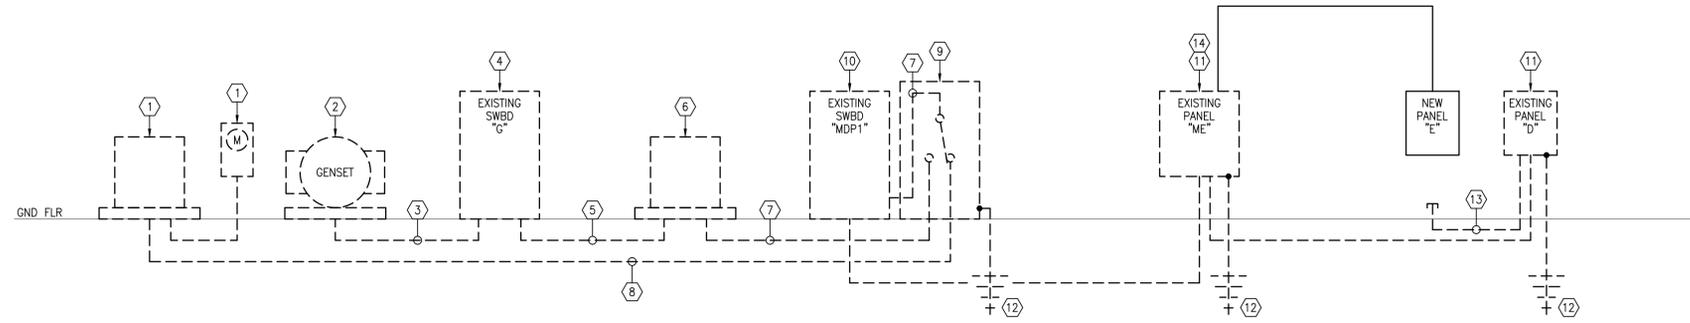 14
9
4
10
7
11
11
1
1
2
6
EXISTING
SWBD
"G"
EXISTING
SWBD
"MDP1"
EXISTING
PANEL
"ME"
NEW
PANEL
"E"
EXISTING
PANEL
"D"
M
GENSET
GND FLR
3
5
7
13
8
12
12
12